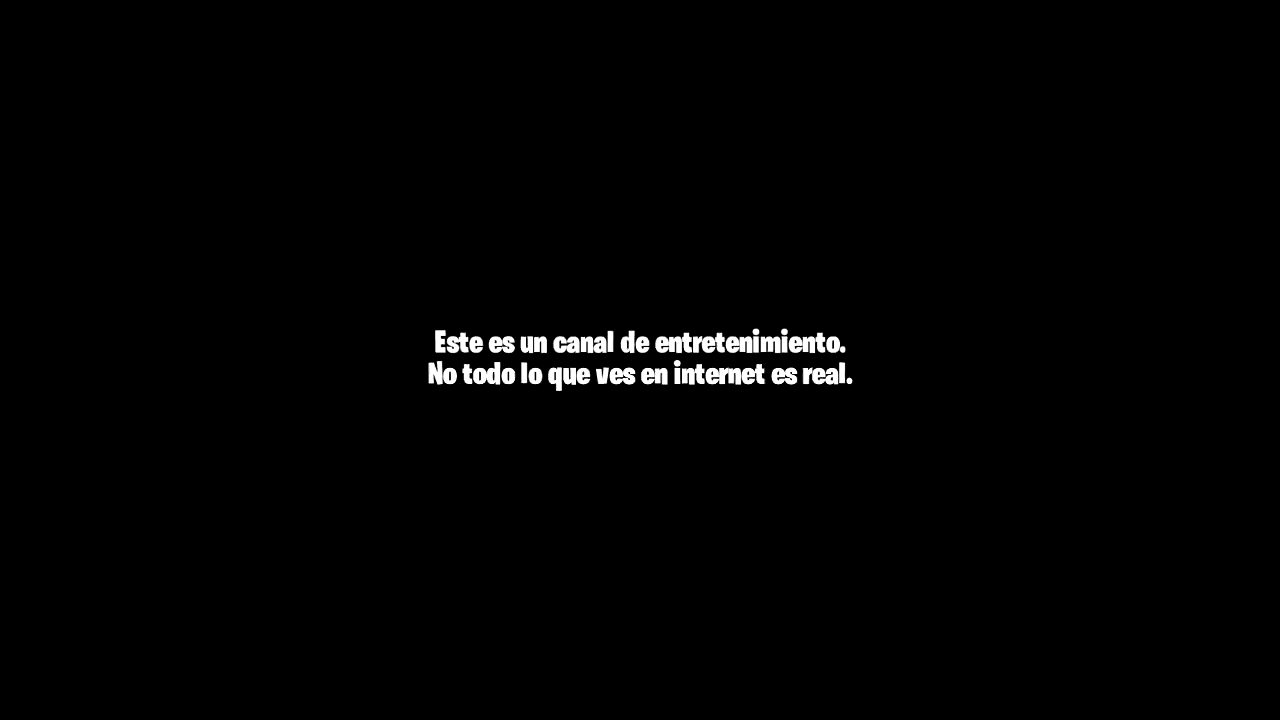 Este es un canal de entretenimiento.
No todo lo que ves en internet es real.